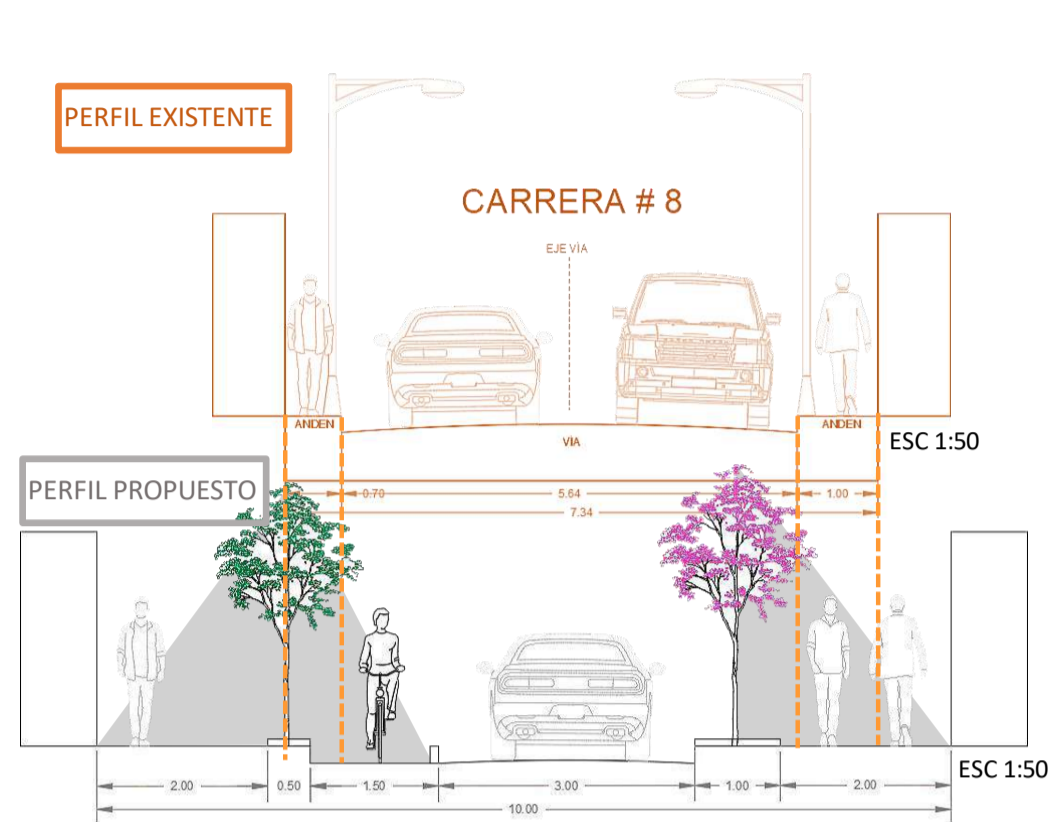 PERFIL EXISTENTE
CARRERA # 8
EJE VÍA
ANDEN
ANDEN
VIA
ESC 1:50
PERFIL PROPUESTO
0.70
5.64
1.00
7.34
ESC 1:50
2.00
0.50
1.50
3.00
1.00
2.00
10.00